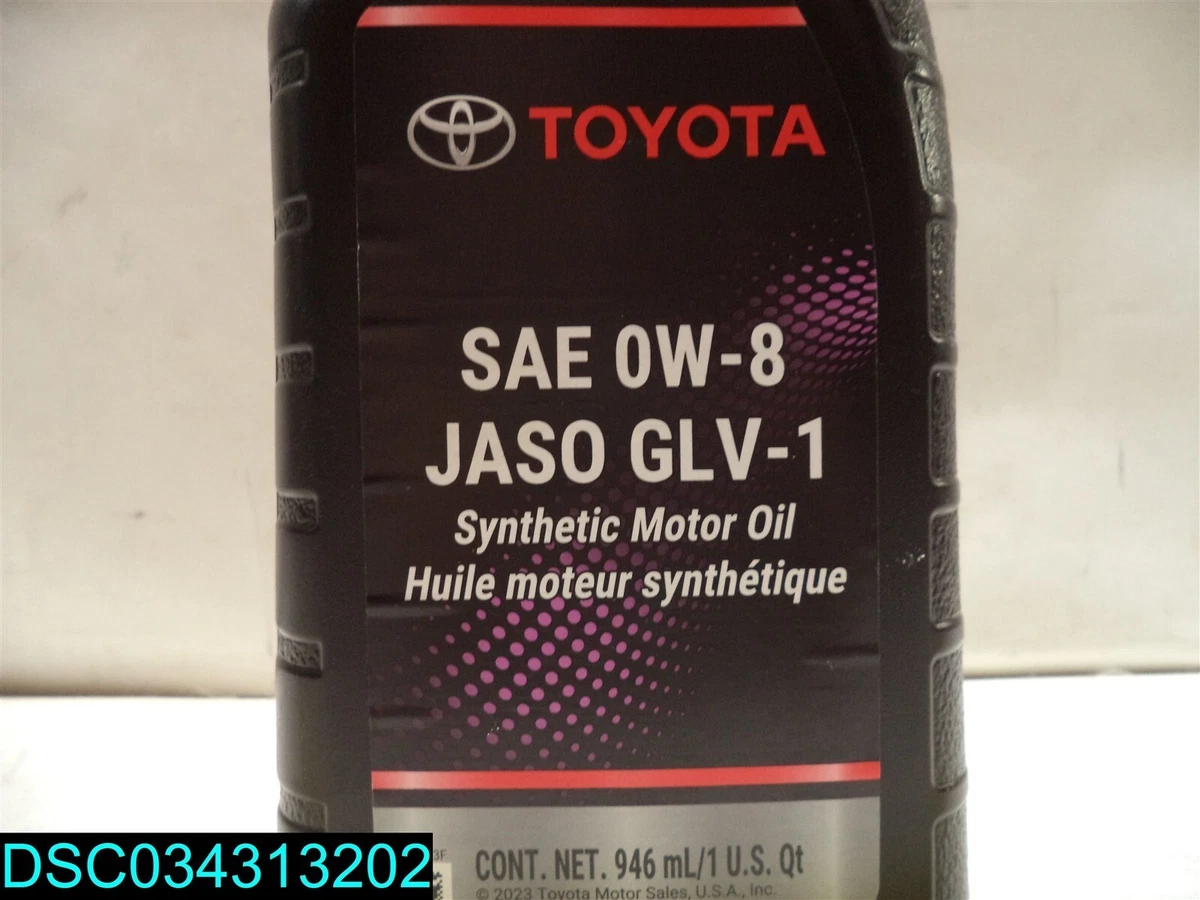 TOYOTA
SAE 0W-8
JASO GLV-1
Synthetic Motor Oil
Huile moteur synthétique
3F
CONT. NET. 946 mL/1 U.S. Qt
© 2023 Toyota Motor Sales, U.S.A., Inc.
DSC034313202